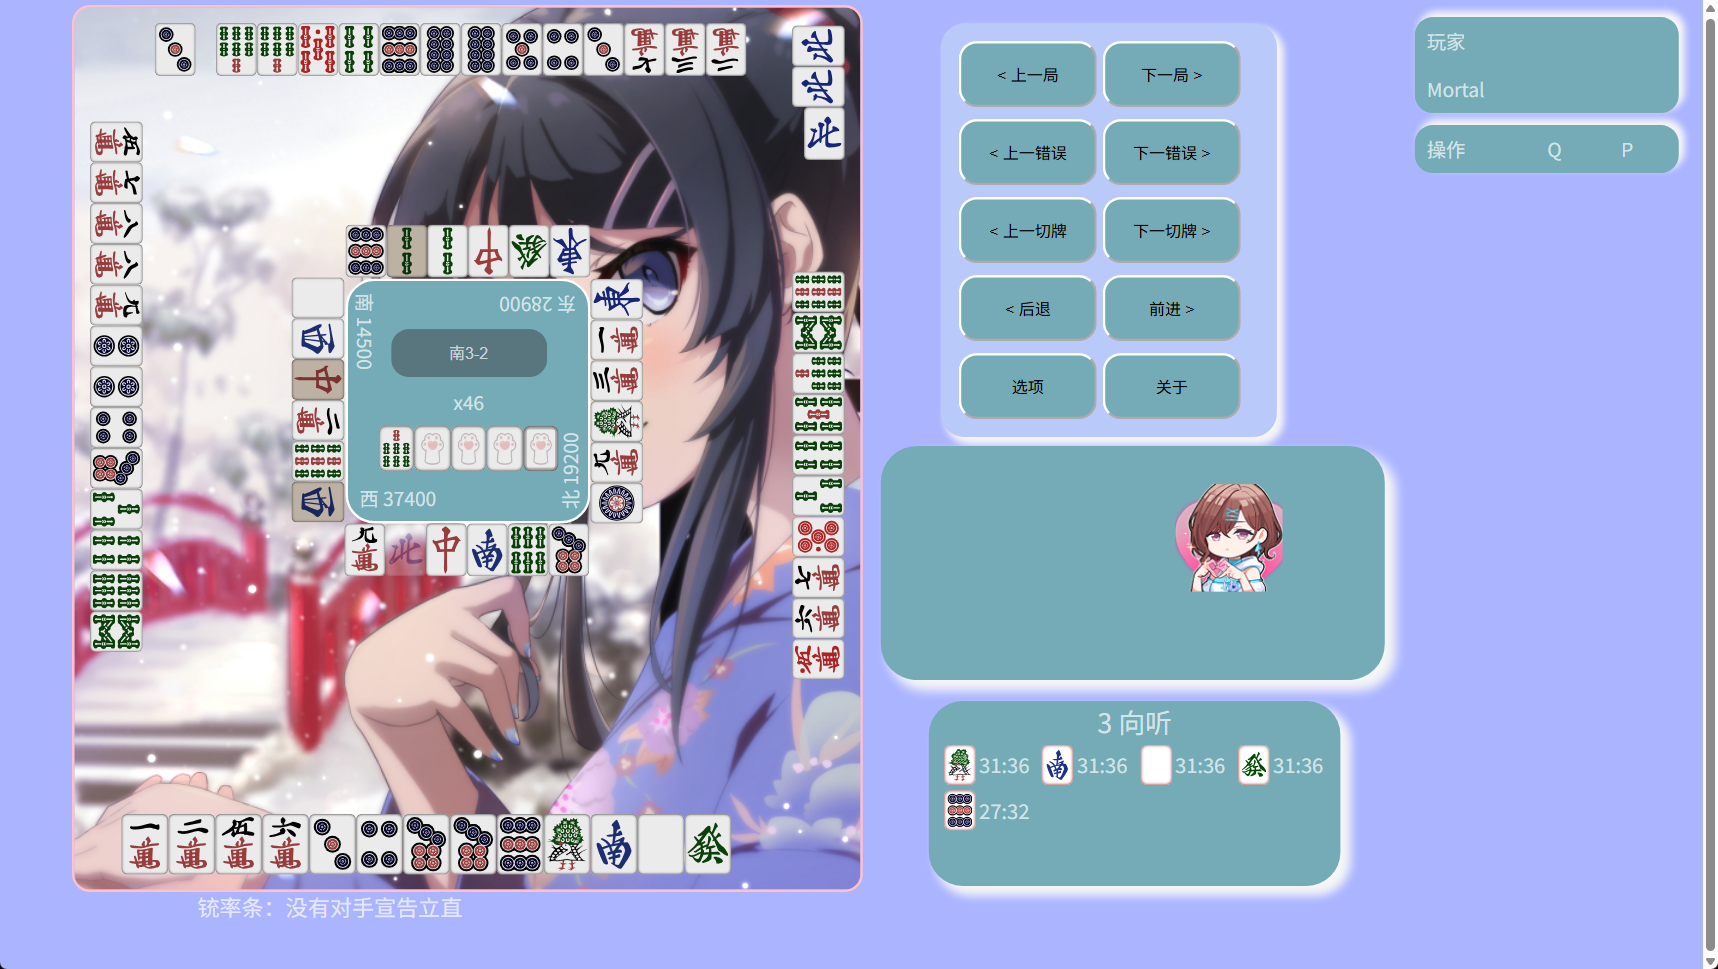 南 14500
东 28900
南3-2
x46
西 37400
北 19200
铳率条：没有对手宣告立直
< 上一局
下一局 >
< 上一错误
下一错误 >
< 上一切牌
下一切牌 >
< 后退
前进 >
选项
关于
3 向听
31:36
31:36
31:36
31:36
27:32
玩家
Mortal
操作 Q P